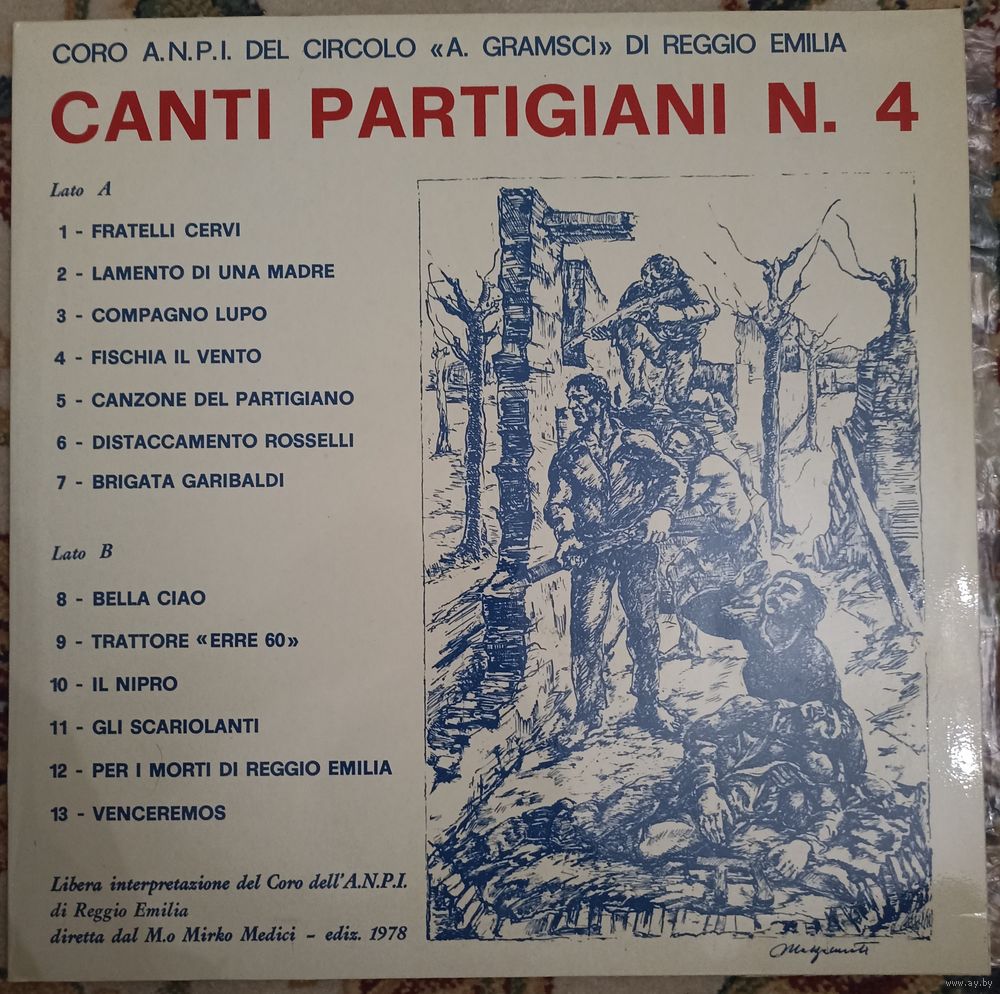 CORO A.N.P.I. DEL CIRCOLO «A. GRAMSCI» DI REGGIO EMILIA
CANTI PARTIGIANI N. 4
Lato A
1 - FRATELLI CERVI
2 - LAMENTO DI UNA MADRE
3 - COMPAGNO LUPO
4 - FISCHIA IL VENTO
5 - CANZONE DEL PARTIGIANO
6 - DISTACCAMENTO ROSSELLI
7 - BRIGATA GARIBALDI
Lato B
8 - BELLA CIAO
9 - TRATTORE «ERRE 60»
10 - IL NIPRO
11 - GLI SCARIOLANTI
12 - PER I MORTI DI REGGIO EMILIA
13 - VENCEREMOS
Libera interpretazione del Coro dell'A.N.P.I.
di Reggio Emilia
diretta dal M.o Mirko Medici - ediz. 1978
www.ay.by